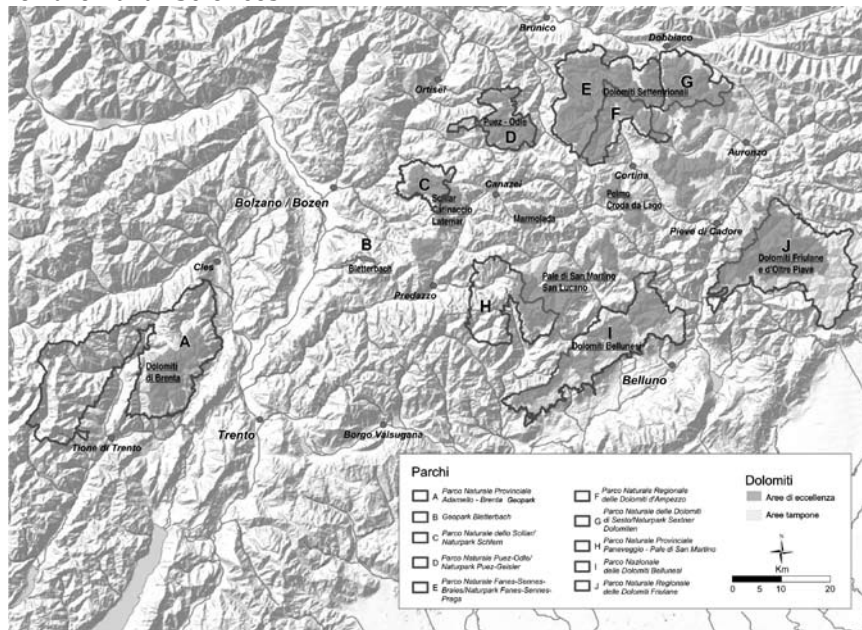 Brunico
Dobbiaco
Ortisei
E
Dolomiti Settentrionali
G
F
Puez - Odle
D
Auronzo
Cortina
C
Canazei
Sciliar
Catinaccio
Latemar
Pelmo
Croda da Lago
Bolzano / Bozen
Marmolada
Pieve di Cadore
B
Bletterbach
J
Dolomiti Friulane
e d'Oltre Piave
Cles
Pale di San Martino
San Lucano
Predazzo
H
A
I
Dolomiti Bellunesi
Dolomiti
di Brenta
Belluno
Trento
Borgo Valsugana
Tione di Trento
Parchi
A Parco Naturale Provinciale
Adamello - Brenta Geopark
B Geopark Bletterbach
C Parco Naturale dello Sciliar/
Naturpark Schlern
D Parco Naturale Puez-Odle/
Naturpark Puez-Geisler
E Parco Naturale Fanes-Sennes-
Braies/Naturpark Fanes-Sennes-
Prags
F Parco Naturale Regionale
delle Dolomiti d'Ampezzo
G Parco Naturale delle Dolomiti
di Sesto/Naturpark Sextner
Dolomiten
H Parco Naturale Provinciale
Paneveggio - Pale di San Martino
I Parco Nazionale
delle Dolomiti Bellunesi
J Parco Naturale Regionale
delle Dolomiti Friulane
Dolomiti
Aree di eccellenza
Aree tampone
N
Km
0 5 10 20